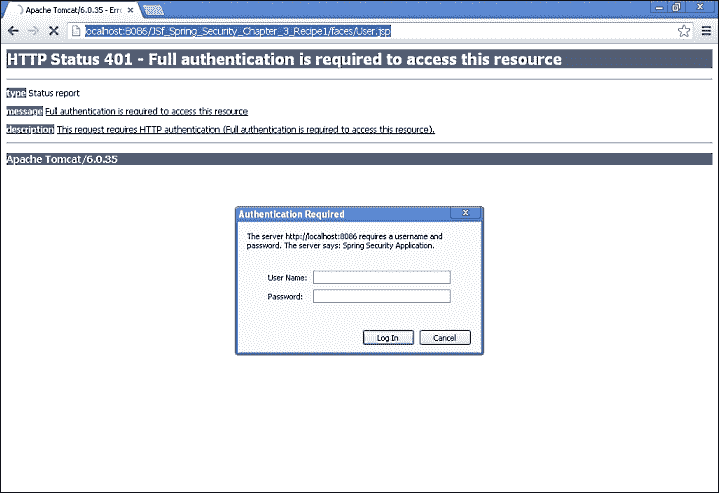 Apache Tomcat/6.0.35 - Erro
localhost:8086/JSf_Spring_Security_Chapter_3_Recipe1/faces/User.jsp
HTTP Status 401 - Full authentication is required to access this resource
type Status report
message Full authentication is required to access this resource
description This request requires HTTP authentication (Full authentication is required to access this resource).
Apache Tomcat/6.0.35
Authentication Required
The server http://localhost:8086 requires a username and
password. The server says: Spring Security Application.
User Name:
Password:
Log In
Cancel